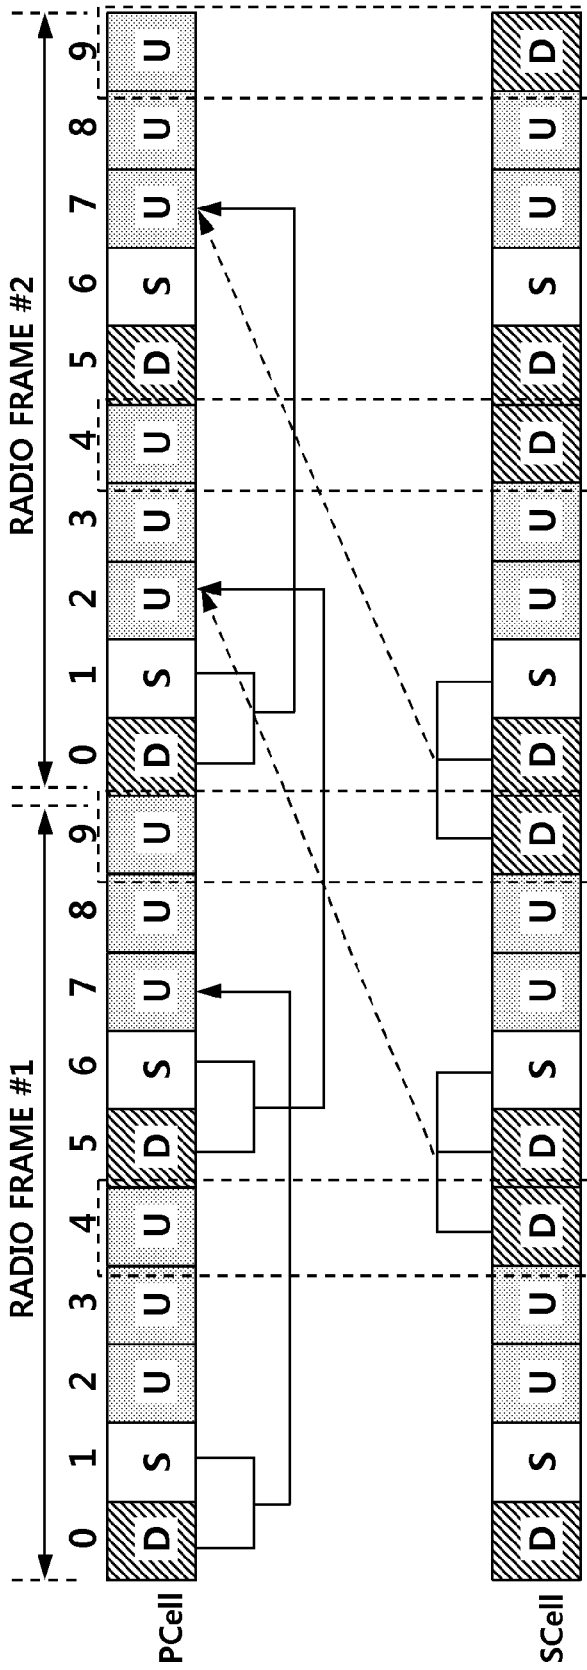 RADIO FRAME #1 RADIO FRAME #2
0 1 2 3 4 5 6 7 8 9 0 1 2 3 4 5 6 7 8 9
PCell D S U U U D S U U U D S U U U D S U U U
SCell D S U U D D S U U D D S U U D D S U U D